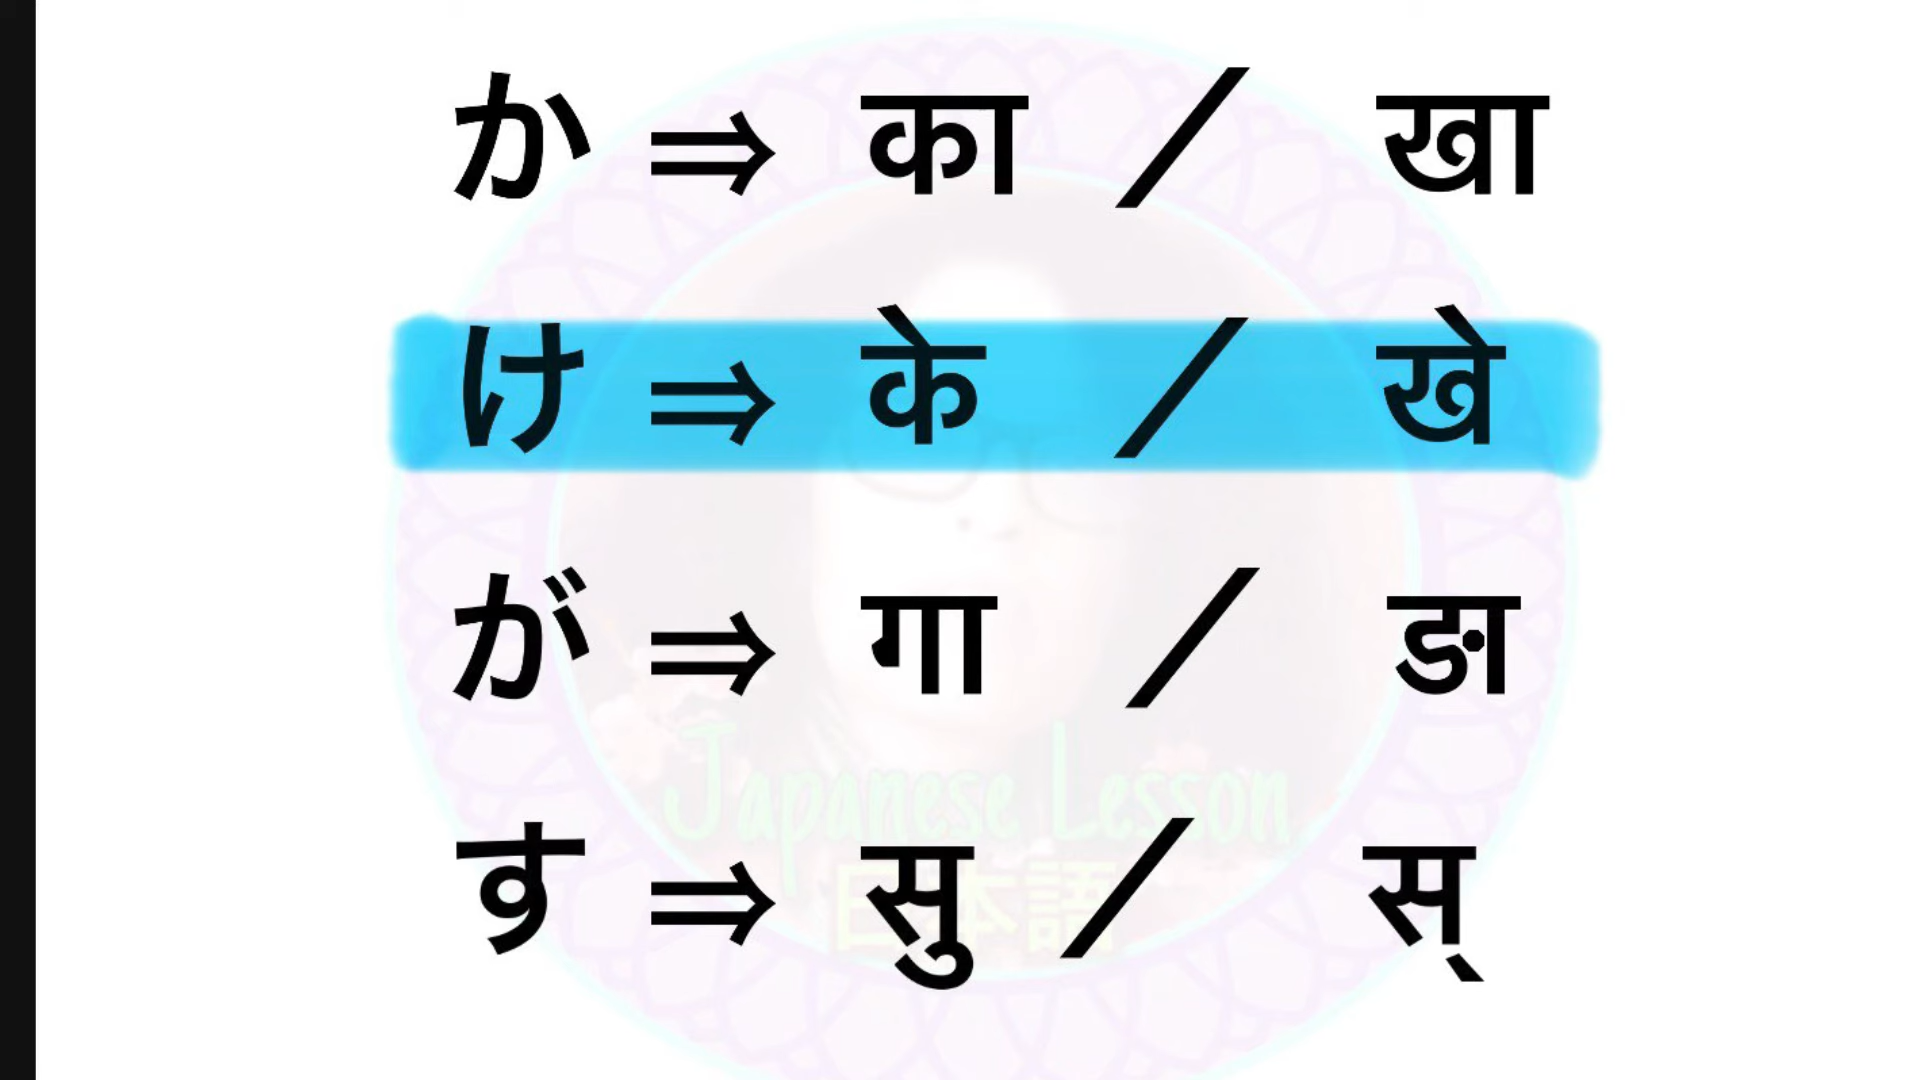 か ⇒ का / खा
け ⇒ के / खे
が ⇒ गा / ङा
す ⇒ सु / स्
Japanese Lesson
日本語